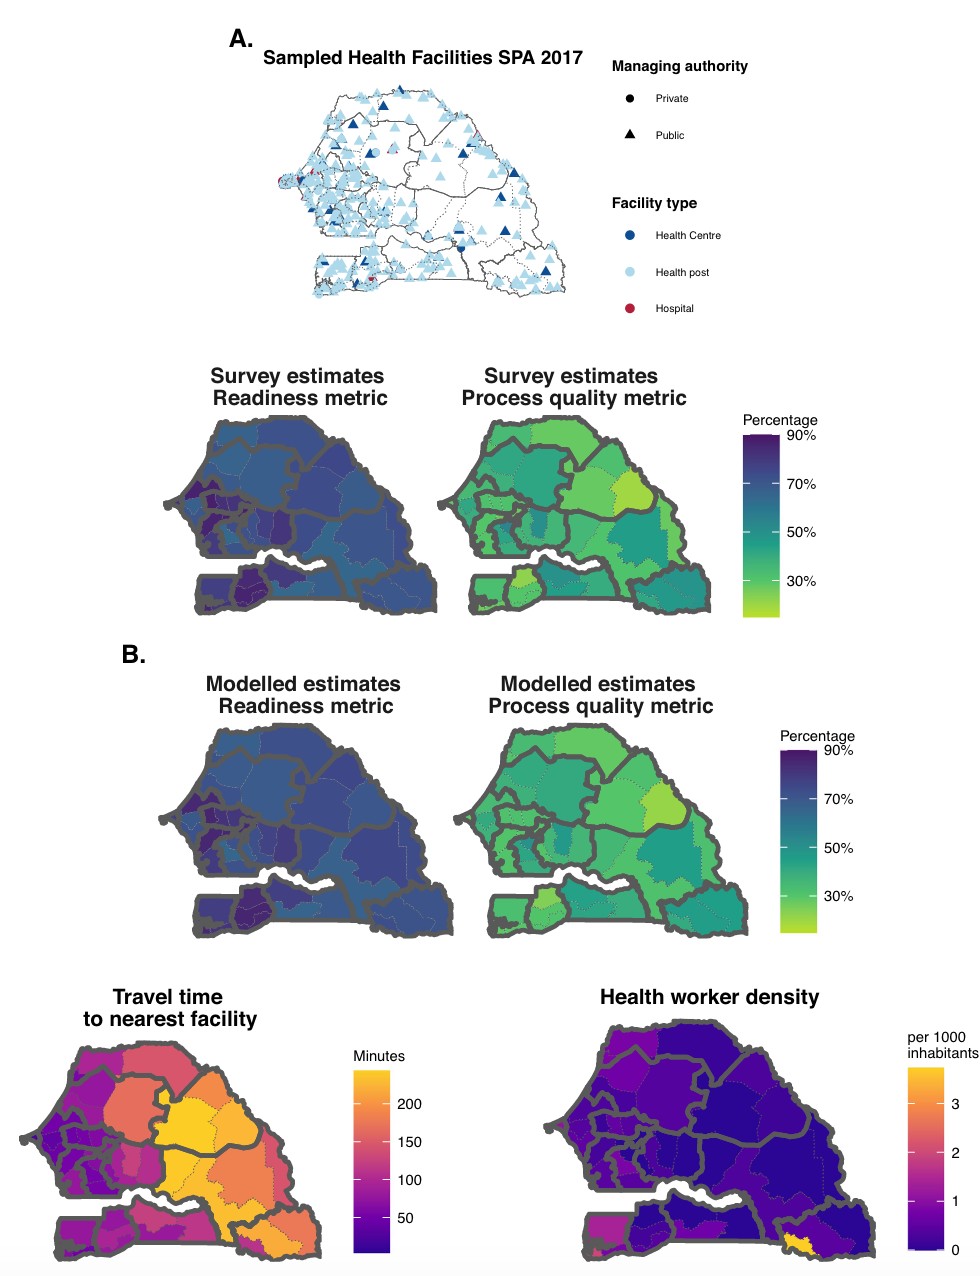 A.
Sampled Health Facilities SPA 2017
Managing authority
Private
Public
Facility type
Health Centre
Health post
Hospital
Survey estimates
Readiness metric
Survey estimates
Process quality metric
Percentage
90%
70%
50%
30%
B.
Modelled estimates
Readiness metric
Modelled estimates
Process quality metric
Percentage
90%
70%
50%
30%
Travel time
to nearest facility
Minutes
200
150
100
50
Health worker density
per 1000
inhabitants
3
2
1
0